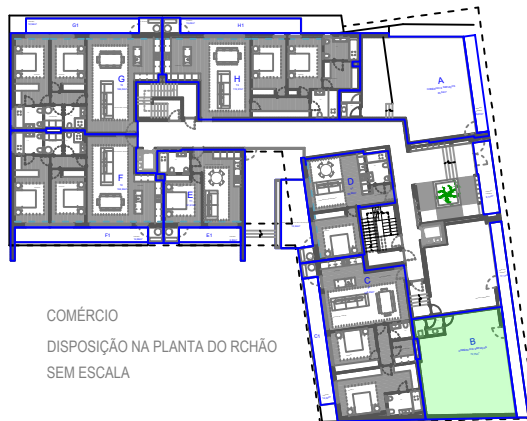 G1
H1
G
H
A
F
E
D
F1
E1
C
C1
B
COMÉRCIO
DISPOSIÇÃO NA PLANTA DO RCHÃO
SEM ESCALA